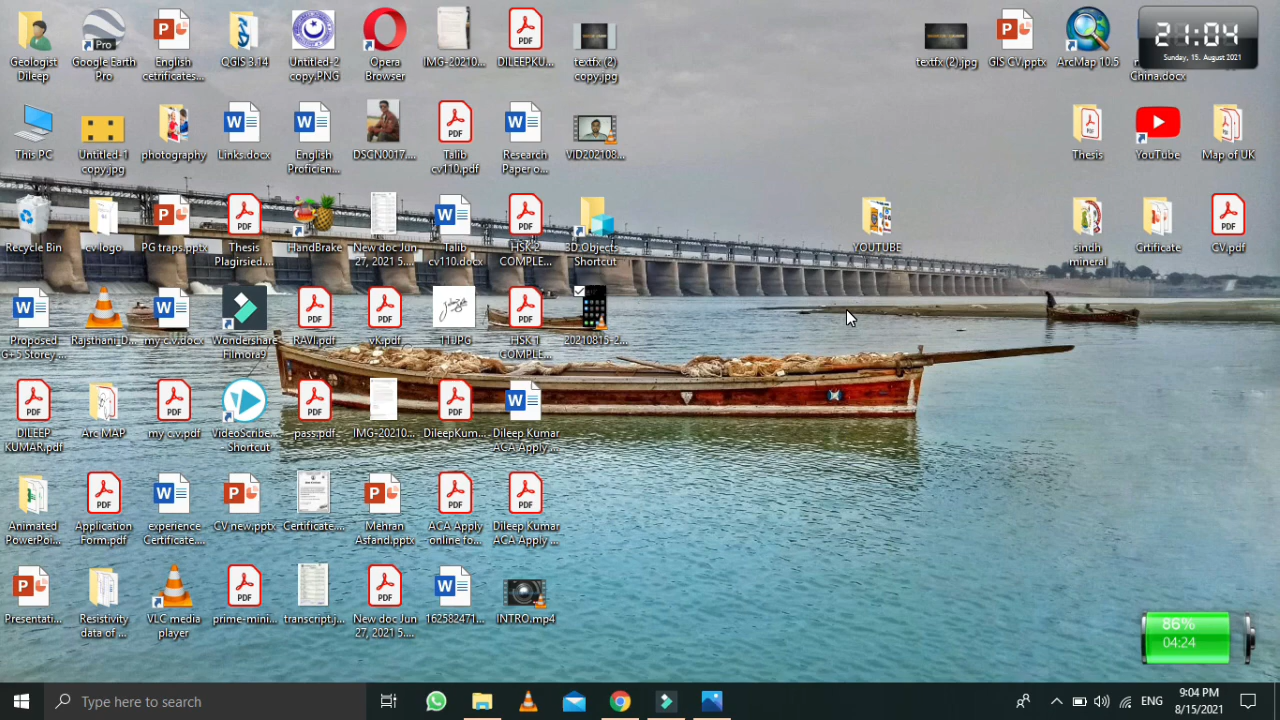 Geologist
Dileep
Google Earth
Pro
English
cetrificates...
QGIS 3.14
Untitled-2
copy.PNG
Opera
Browser
IMG-20210...
DILEEPKU...
textfx (2)
copy.jpg
textfx (2).jpg
GIS CV.pptx
ArcMap 10.5
China.docx
21:04
Sunday, 15. August 2021
This PC
Untitled-1
copy.jpg
photography
Links.docx
English
Proficien...
DSCN0017....
Talib
cv110.pdf
Research
Paper o...
VID202108...
Thesis
YouTube
Map of UK
Recycle Bin
cv logo
PG traps.pptx
Thesis
Plagirsied....
HandBrake
New doc Jun
27, 2021 5....
Talib
cv110.docx
HSK 2
COMPLE...
3D Objects -
Shortcut
YOUTUBE
sindh
mineral
Crtificate
CV.pdf
Proposed
G+5 Storey...
Rajsthani_D...
my c.v.docx
Wondershare
Filmora9
RAVI.pdf
vk.pdf
11JPG
HSK 1
COMPLE...
20210815-2...
DILEEP
KUMAR.pdf
Arc MAP
my c.v.pdf
VideoScribe...
- Shortcut
pass.pdf
IMG-20210...
DileepKum...
Dileep Kumar
ACA Apply ...
Animated
PowerPoi...
Application
Form.pdf
experience
Certificate....
CV new.pptx
Certificate....
Mehran
Asfand.pptx
ACA Apply
online fo...
Dileep Kumar
ACA Apply ...
Presentati...
Resistivity
data of ...
VLC media
player
prime-mini...
transcript.j...
New doc Jun
27, 2021 5....
162582471...
INTRO.mp4
86%
04:24
Type here to search
ENG
9:04 PM
8/15/2021